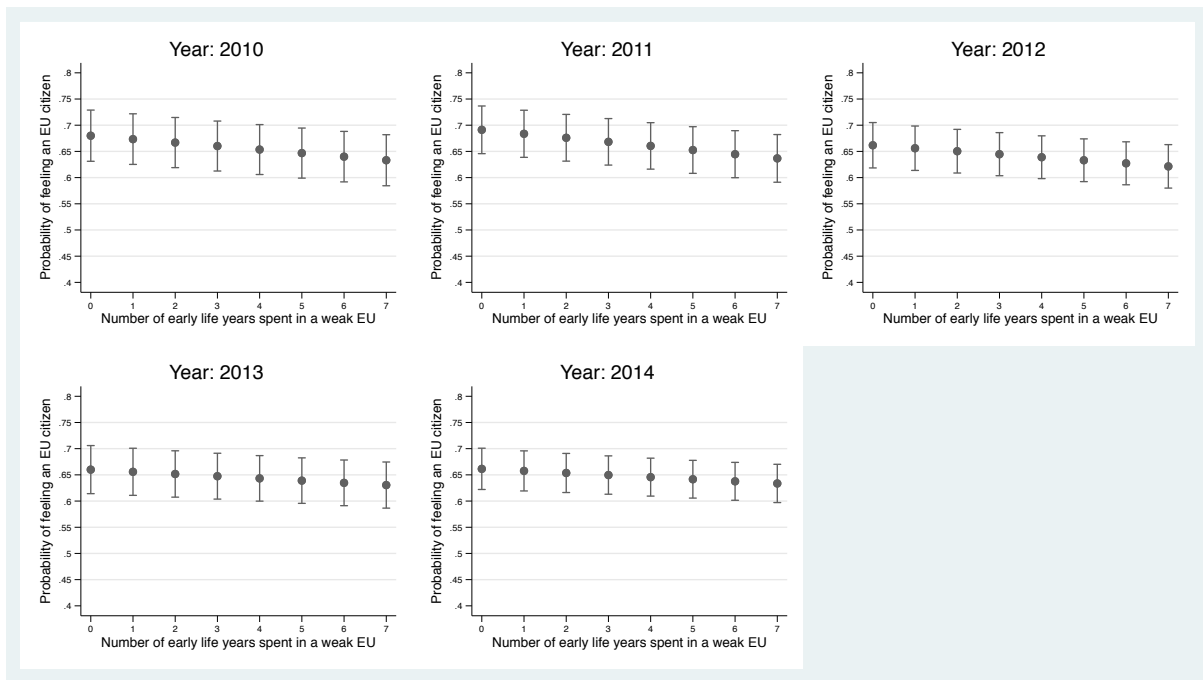 Year: 2010
Probability of feeling an EU citizen
.8
.75
.7
.65
.6
.55
.5
.45
.4
0 1 2 3 4 5 6 7
Number of early life years spent in a weak EU
Year: 2011
Probability of feeling an EU citizen
.8
.75
.7
.65
.6
.55
.5
.45
.4
0 1 2 3 4 5 6 7
Number of early life years spent in a weak EU
Year: 2012
Probability of feeling an EU citizen
.8
.75
.7
.65
.6
.55
.5
.45
.4
0 1 2 3 4 5 6 7
Number of early life years spent in a weak EU
Year: 2013
Probability of feeling an EU citizen
.8
.75
.7
.65
.6
.55
.5
.45
.4
0 1 2 3 4 5 6 7
Number of early life years spent in a weak EU
Year: 2014
Probability of feeling an EU citizen
.8
.75
.7
.65
.6
.55
.5
.45
.4
0 1 2 3 4 5 6 7
Number of early life years spent in a weak EU